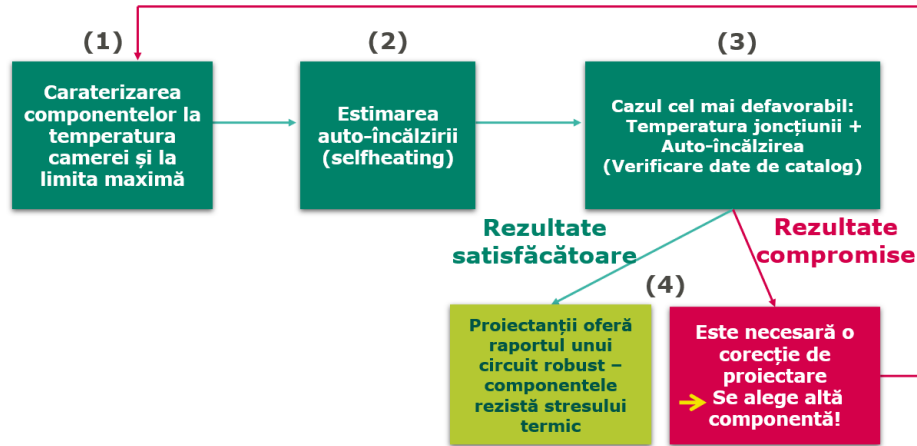 (1)
Caraterizarea
componentelor la
temperatura
camerei și la
limita maximă
(2)
Estimarea
auto-încălzirii
(selfheating)
(3)
Cazul cel mai defavorabil:
Temperatura joncțiunii +
Auto-încălzirea
(Verificare date de catalog)
Rezultate
satisfăcătoare
Rezultate
compromise
(4)
Proiectanții oferă
raportul unui
circuit robust –
componentele
rezistă stresului
termic
Este necesară o
corecție de
proiectare
Se alege altă
componentă!